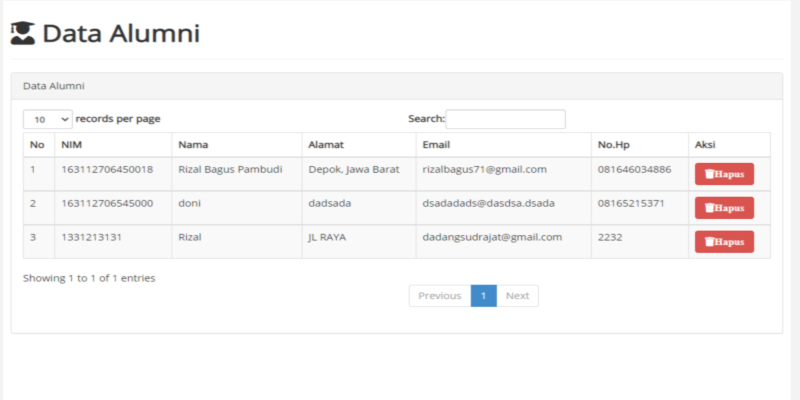 Data Alumni
Data Alumni
10 records per page Search:
No NIM Nama Alamat Email No.Hp Aksi
1 163112706450018 Rizal Bagus Pambudi Depok, Jawa Barat rizalbagus71@gmail.com 081646034886 Hapus
2 163112706545000 doni dadsada dsadadads@dasdsa.dsada 08165215371 Hapus
3 1331213131 Rizal JL RAYA dadangsudrajat@gmail.com 2232 Hapus
Showing 1 to 1 of 1 entries
Previous 1 Next